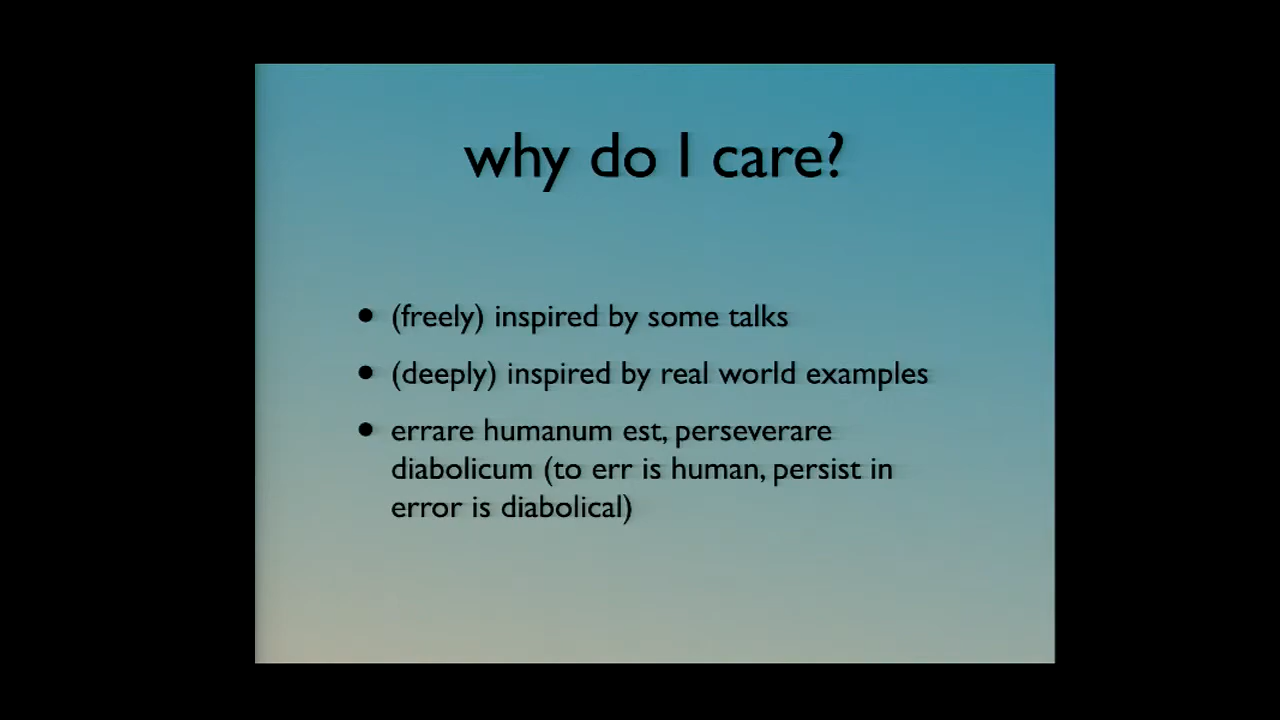 why do I care?
• (freely) inspired by some talks
• (deeply) inspired by real world examples
• errare humanum est, perseverare
diabolicum (to err is human, persist in
error is diabolical)